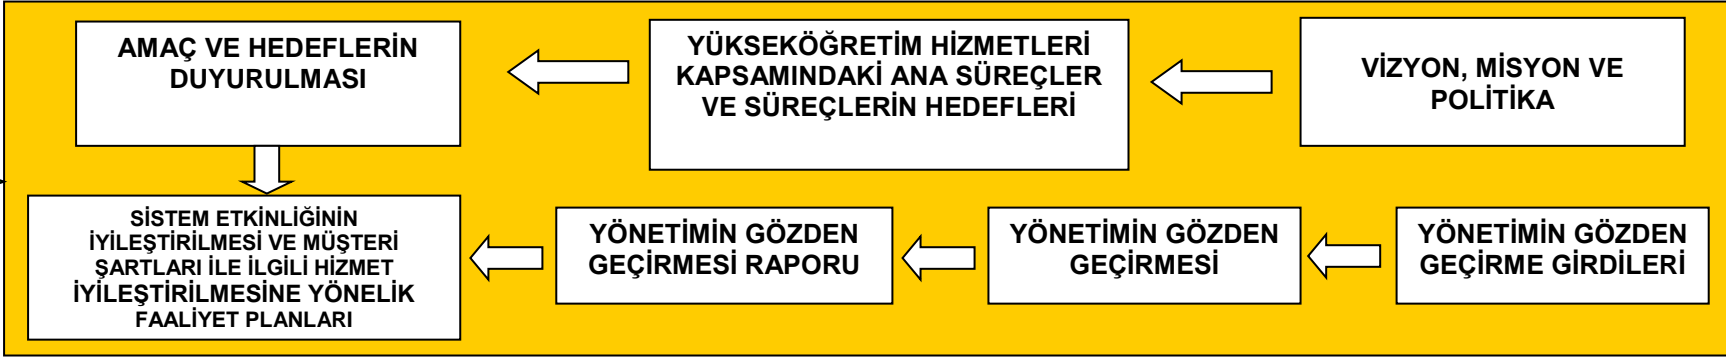 AMAÇ VE HEDEFLERİN
DUYURULMASI
YÜKSEKÖĞRETİM HİZMETLERİ
KAPSAMINDAKİ ANA SÜREÇLER
VE SÜREÇLERİN HEDEFLERİ
VİZYON, MİSYON VE
POLİTİKA
SİSTEM ETKİNLİĞİNİN
İYİLEŞTİRİLMESİ VE MÜŞTERİ
ŞARTLARI İLE İLGİLİ HİZMET
İYİLEŞTİRİLMESİNE YÖNELİK
FAALİYET PLANLARI
YÖNETİMİN GÖZDEN
GEÇİRMESİ RAPORU
YÖNETİMİN GÖZDEN
GEÇİRMESİ
YÖNETİMİN GÖZDEN
GEÇİRME GİRDİLERİ